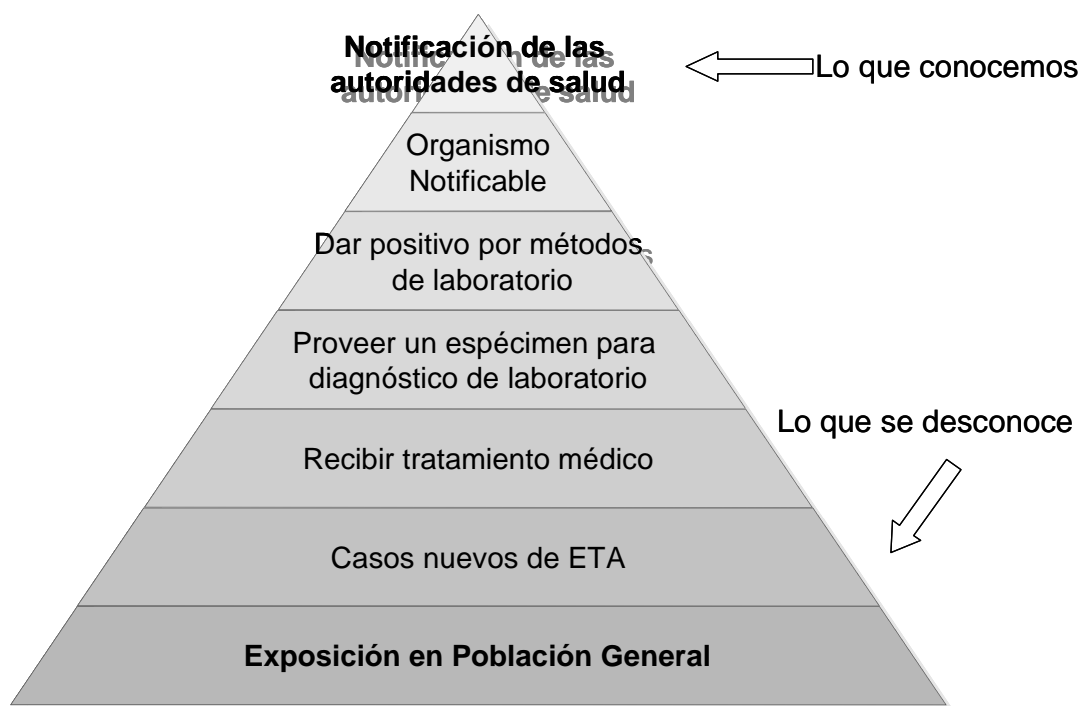 Notificación de las
autoridades de salud
Lo que conocemos
Organismo
Notificable
Dar positivo por métodos
de laboratorio
Proveer un espécimen para
diagnóstico de laboratorio
Lo que se desconoce
Recibir tratamiento médico
Casos nuevos de ETA
Exposición en Población General